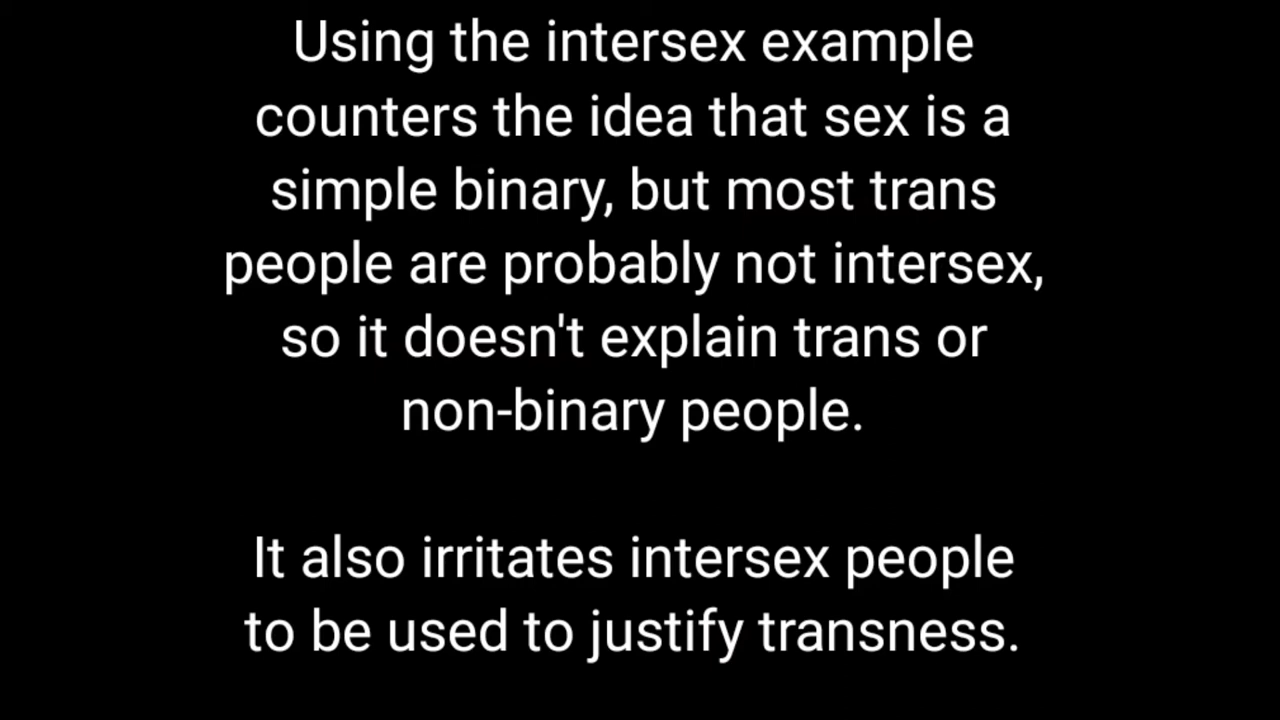 Using the intersex example
counters the idea that sex is a
simple binary, but most trans
people are probably not intersex,
so it doesn't explain trans or
non-binary people.
It also irritates intersex people
to be used to justify transness.